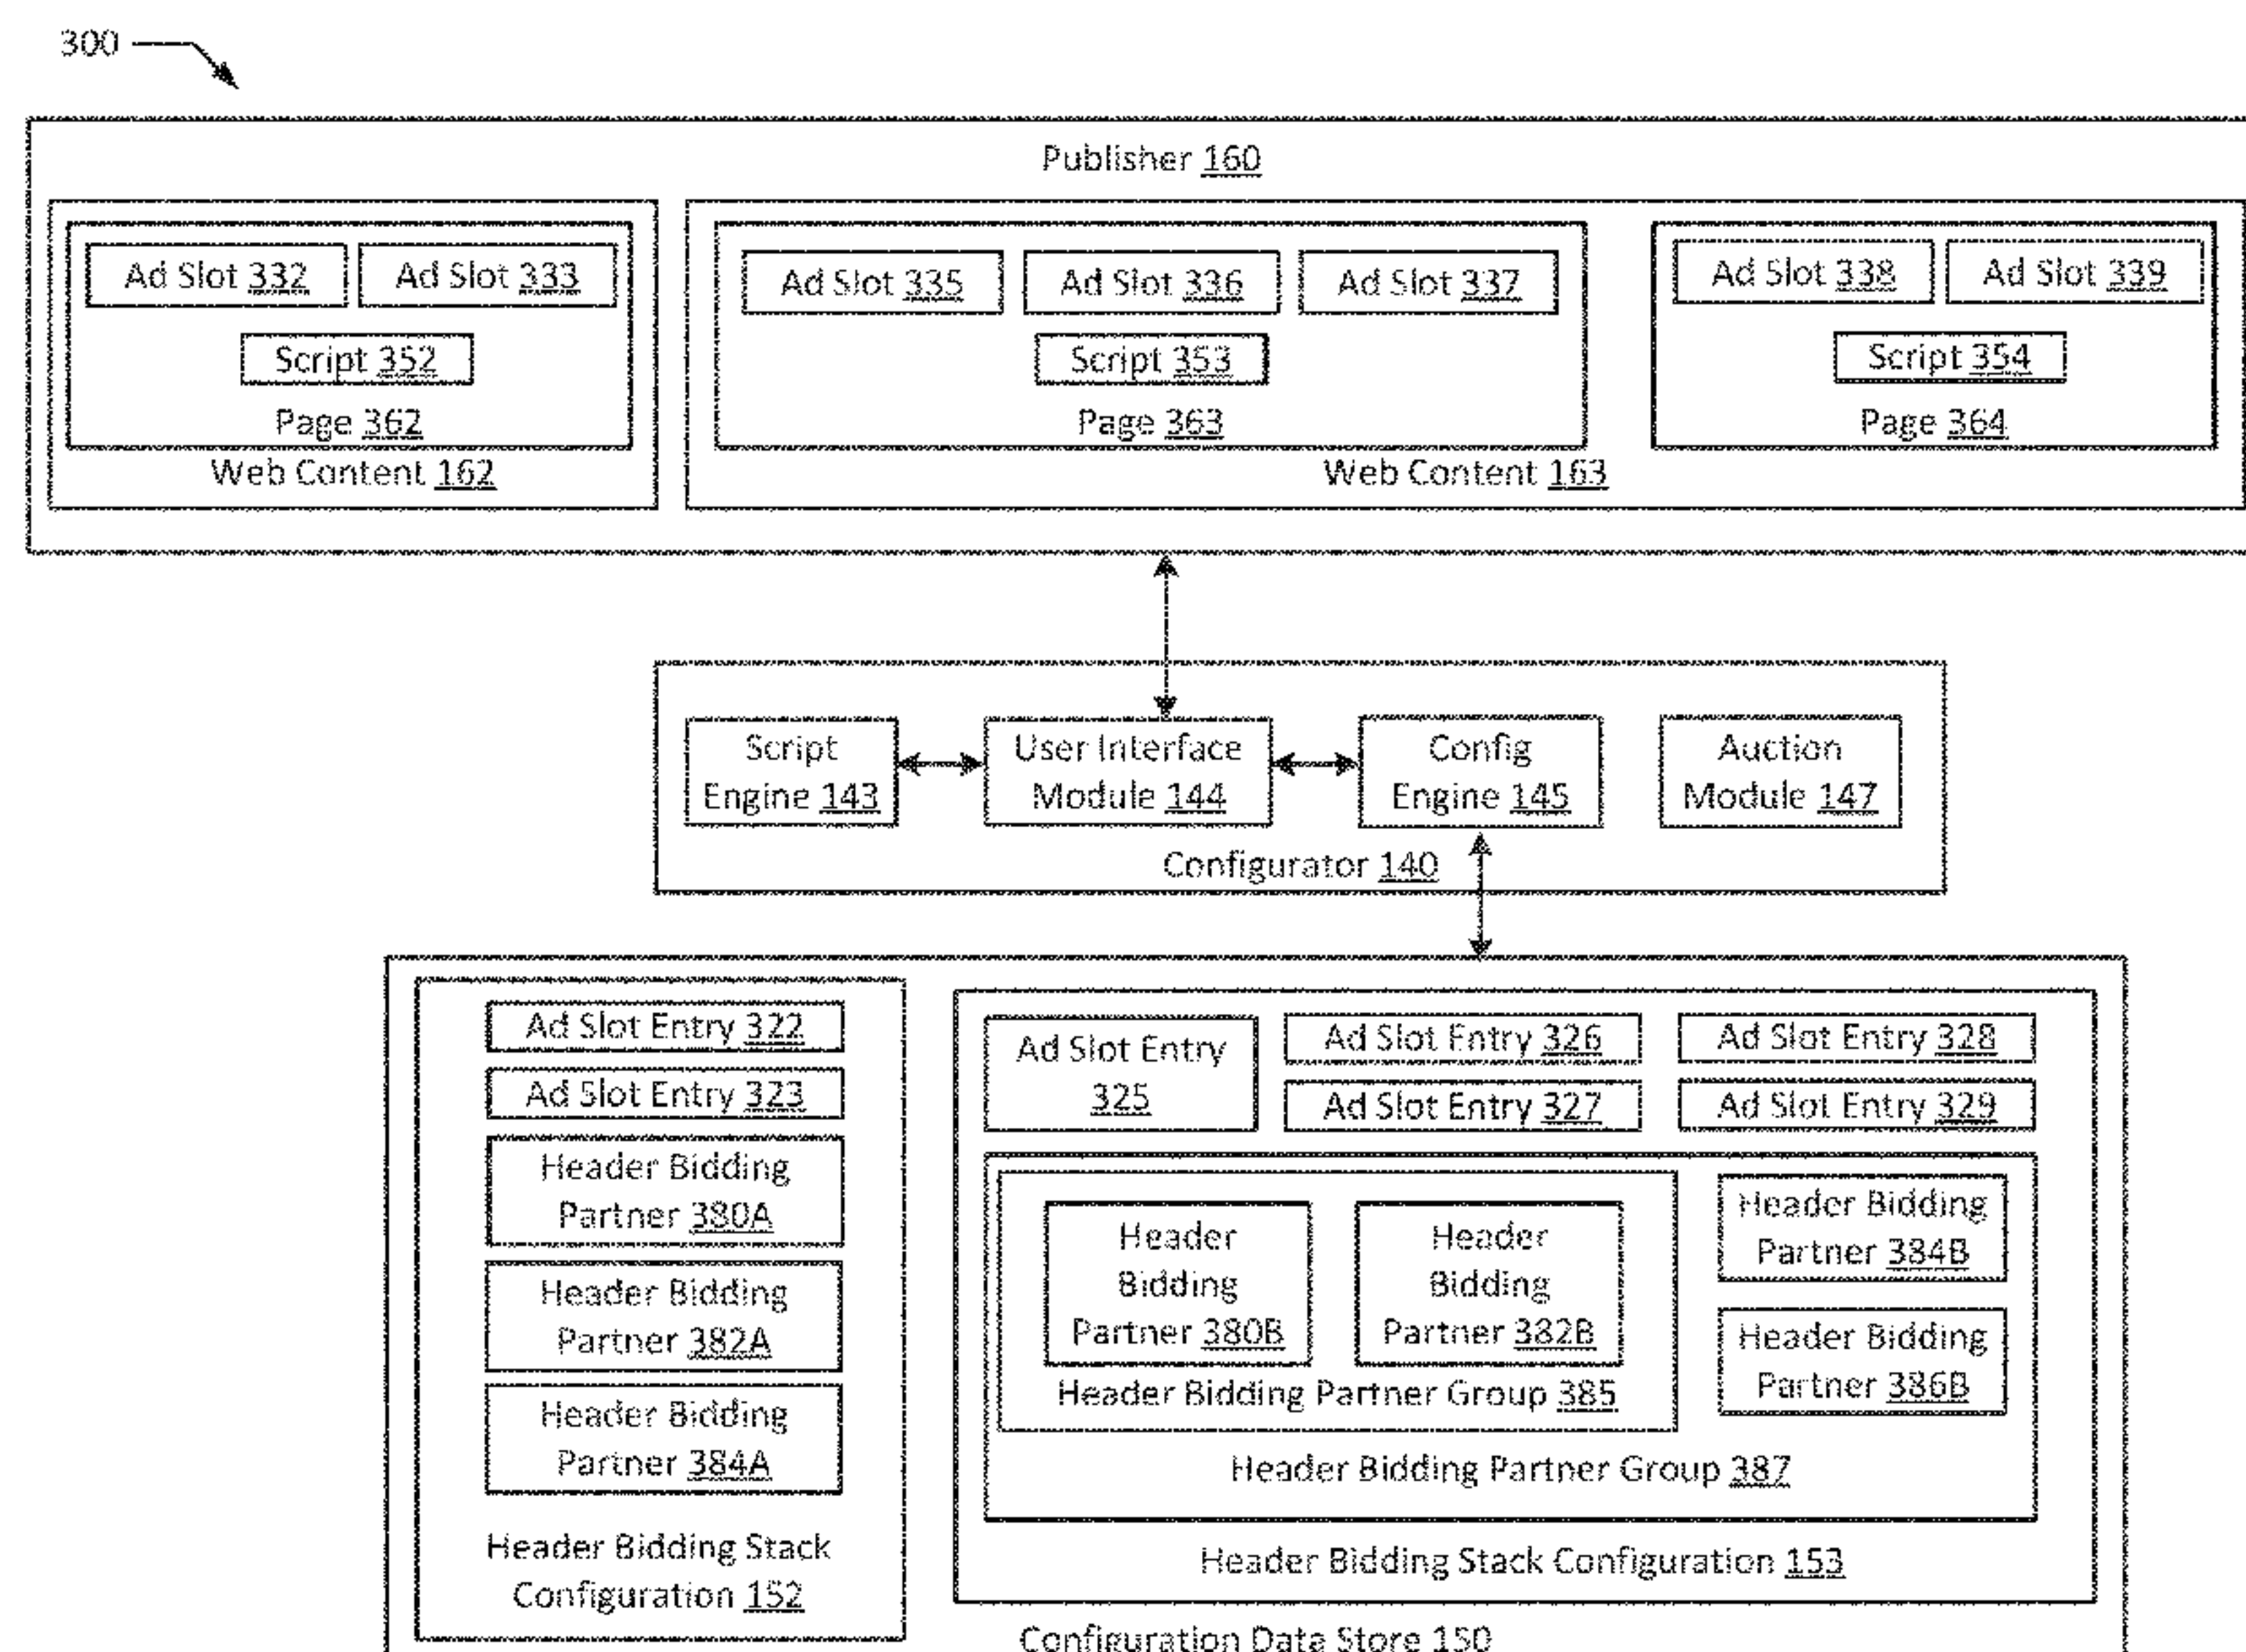 300
Publisher 160
Ad Slot 332
Ad Slot 333
Script 352
Page 362
Web Content 162
Ad Slot 335
Ad Slot 336
Ad Slot 337
Script 353
Page 363
Ad Slot 338
Ad Slot 339
Script 354
Page 364
Web Content 163
Script
Engine 143
User Interface
Module 144
Config
Engine 145
Auction
Module 147
Configurator 140
Ad Slot Entry 322
Ad Slot Entry 323
Header Bidding
Partner 380A
Header Bidding
Partner 382A
Header Bidding
Partner 384A
Header Bidding Stack
Configuration 152
Ad Slot Entry
325
Ad Slot Entry 326
Ad Slot Entry 327
Ad Slot Entry 328
Ad Slot Entry 329
Header
Bidding
Partner 380B
Header
Bidding
Partner 382B
Header Bidding Partner Group 385
Header Bidding
Partner 384B
Header Bidding
Partner 386B
Header Bidding Partner Group 387
Header Bidding Stack Configuration 153
Configuration Data Store 150